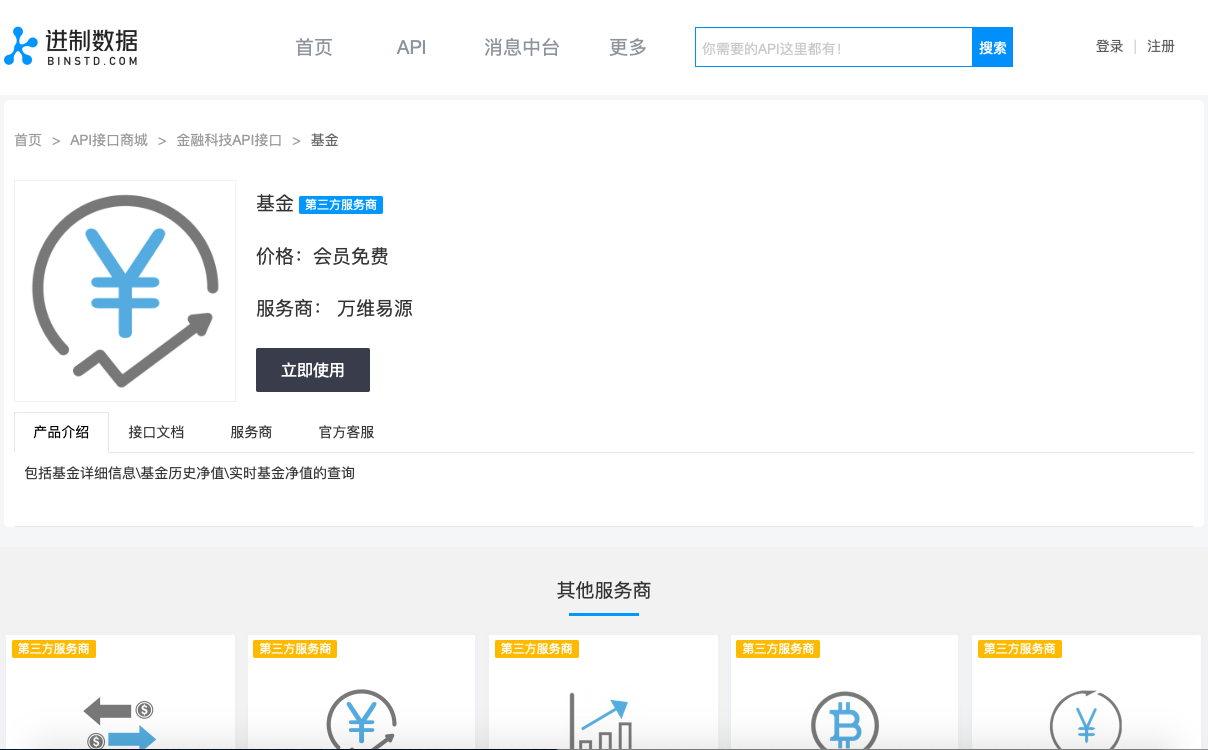 进制数据
BINSTD.COM
首页 API 消息中台 更多
你需要的API这里都有！ 搜索
登录 | 注册
首页 > API接口商城 > 金融科技API接口 > 基金
基金 第三方服务商
价格：会员免费
服务商： 万维易源
立即使用
产品介绍 接口文档 服务商 官方客服
包括基金详细信息\基金历史净值\实时基金净值的查询
其他服务商
第三方服务商 第三方服务商 第三方服务商 第三方服务商 第三方服务商